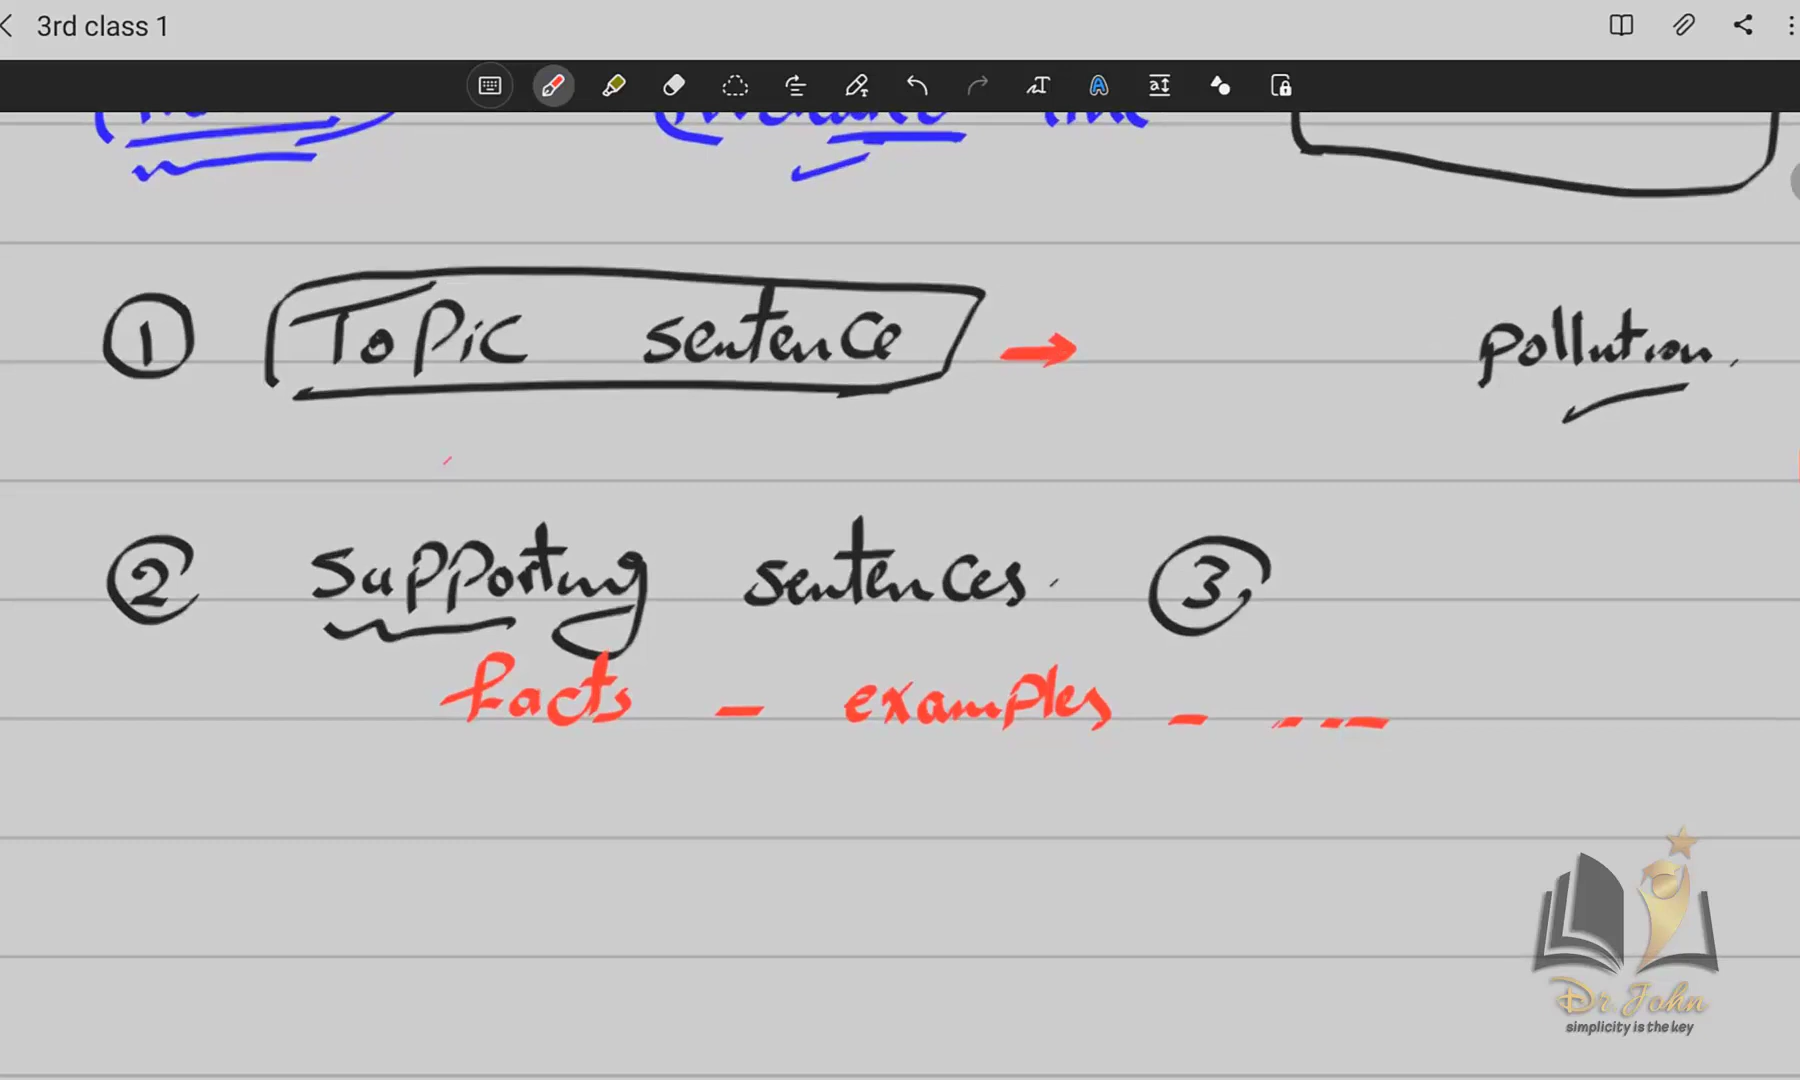 3rd class 1
① Topic sentence → pollution.
② Supporting sentences. ③
facts - examples - ---
Dr. John
simplicity is the key